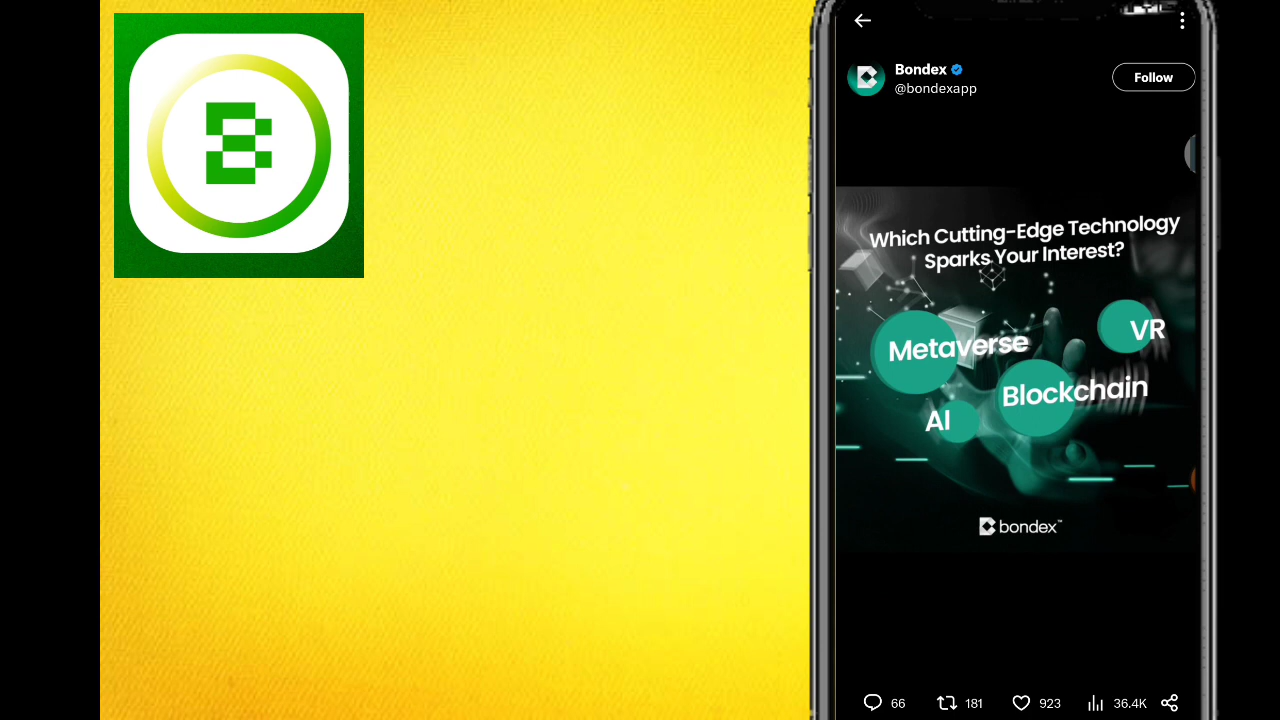 Bondex
@bondexapp
Follow
Which Cutting-Edge Technology
Sparks Your Interest?
Metaverse
VR
Blockchain
AI
bondex™
66
181
923
36.4K